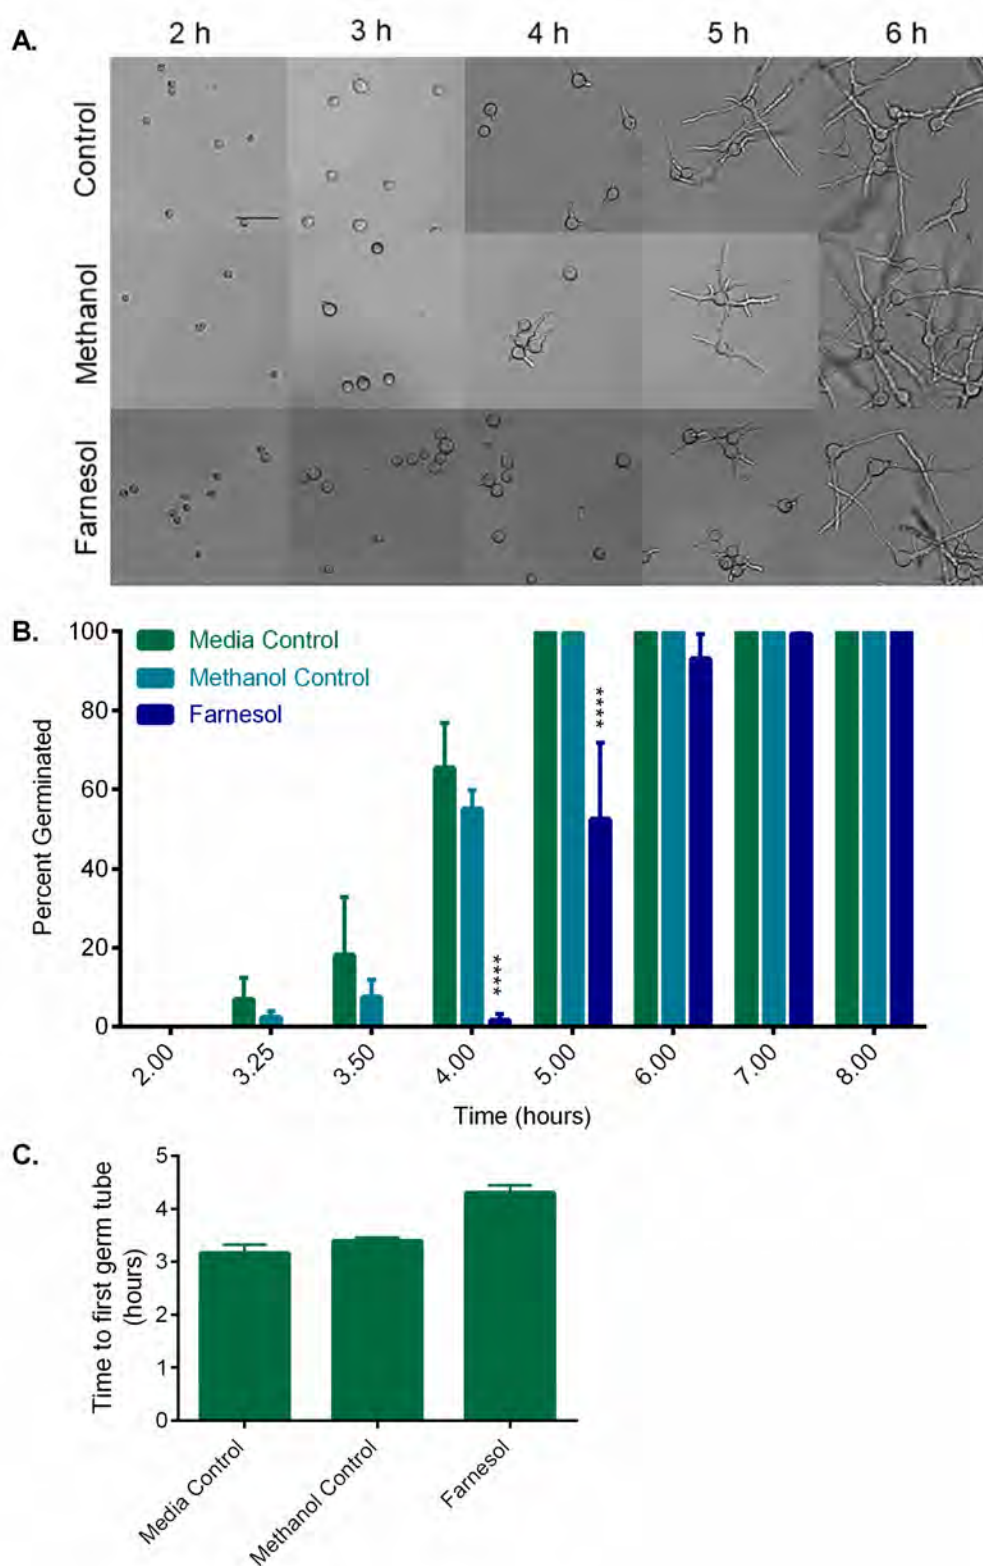 A.
2 h 3 h 4 h 5 h 6 h
Control
Methanol
Farnesol
B.
Media Control
Methanol Control
Farnesol
Percent Germinated
100
80
60
40
20
0
****
****
2.00 3.25 3.50 4.00 5.00 6.00 7.00 8.00
Time (hours)
C.
Time to first germ tube
(hours)
5
4
3
2
1
0
Media Control
Methanol Control
Farnesol